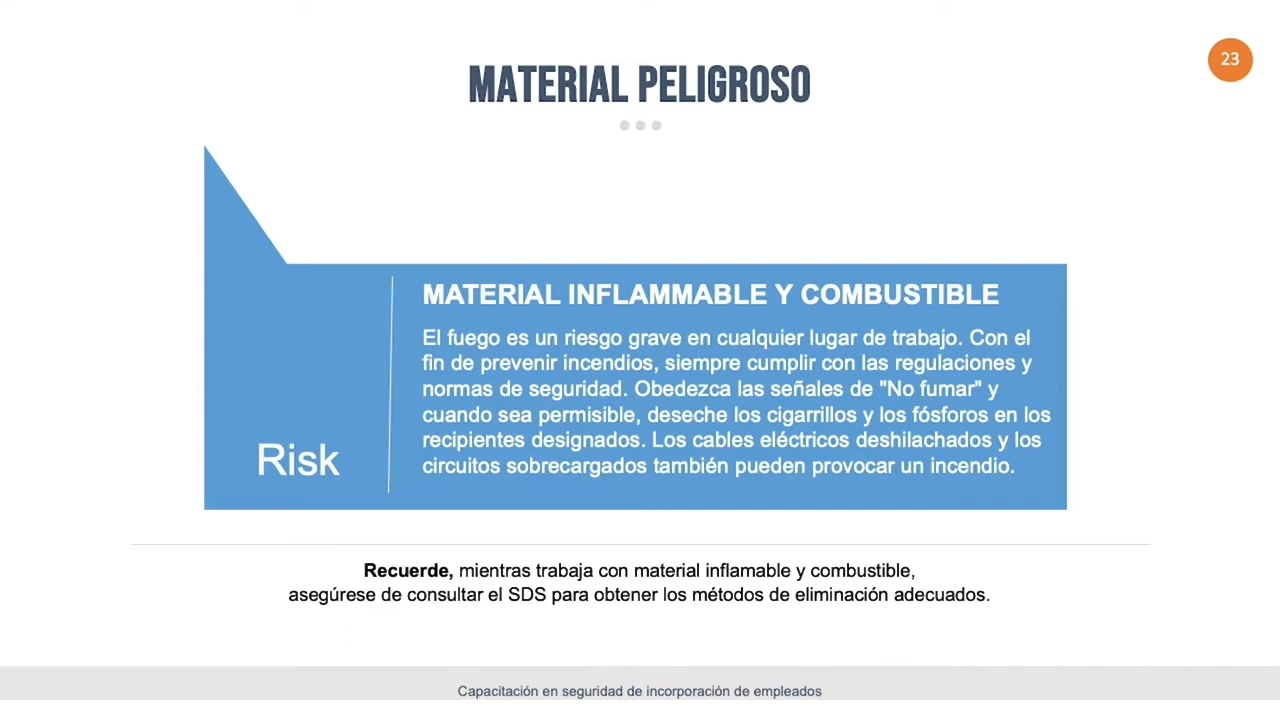 23
MATERIAL PELIGROSO
MATERIAL INFLAMMABLE Y COMBUSTIBLE
El fuego es un riesgo grave en cualquier lugar de trabajo. Con el
fin de prevenir incendios, siempre cumplir con las regulaciones y
normas de seguridad. Obedezca las señales de "No fumar" y
cuando sea permisible, deseche los cigarrillos y los fósforos en los
recipientes designados. Los cables eléctricos deshilachados y los
circuitos sobrecargados también pueden provocar un incendio.
Risk
Recuerde, mientras trabaja con material inflamable y combustible,
asegúrese de consultar el SDS para obtener los métodos de eliminación adecuados.
Capacitación en seguridad de incorporación de empleados